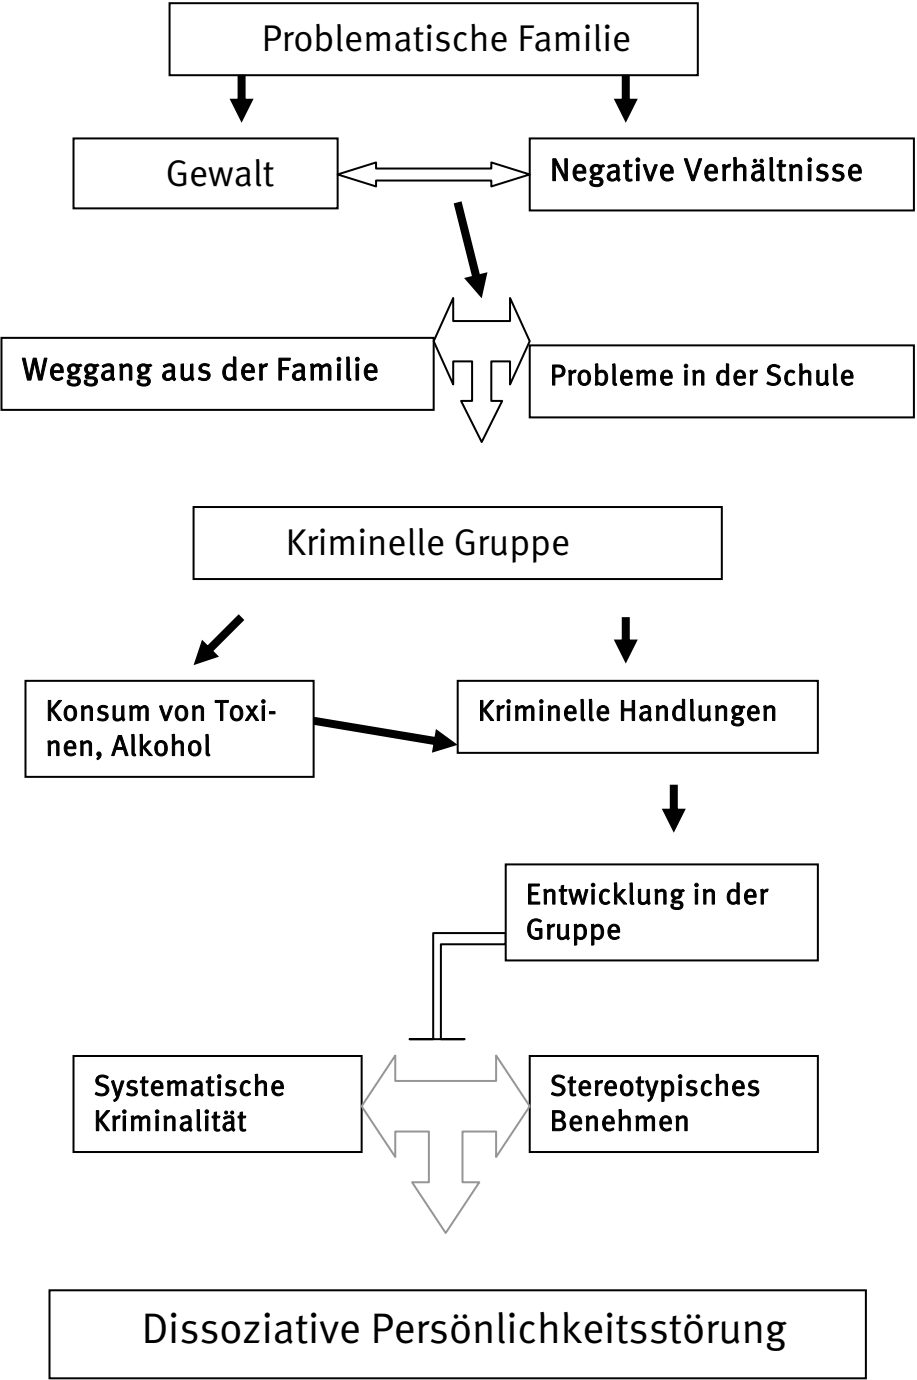 Problematische Familie
Gewalt
Negative Verhältnisse
Weggang aus der Familie
Probleme in der Schule
Kriminelle Gruppe
Konsum von Toxi-
nen, Alkohol
Kriminelle Handlungen
Entwicklung in der
Gruppe
Systematische
Kriminalität
Stereotypisches
Benehmen
Dissoziative Persönlichkeitsstörung